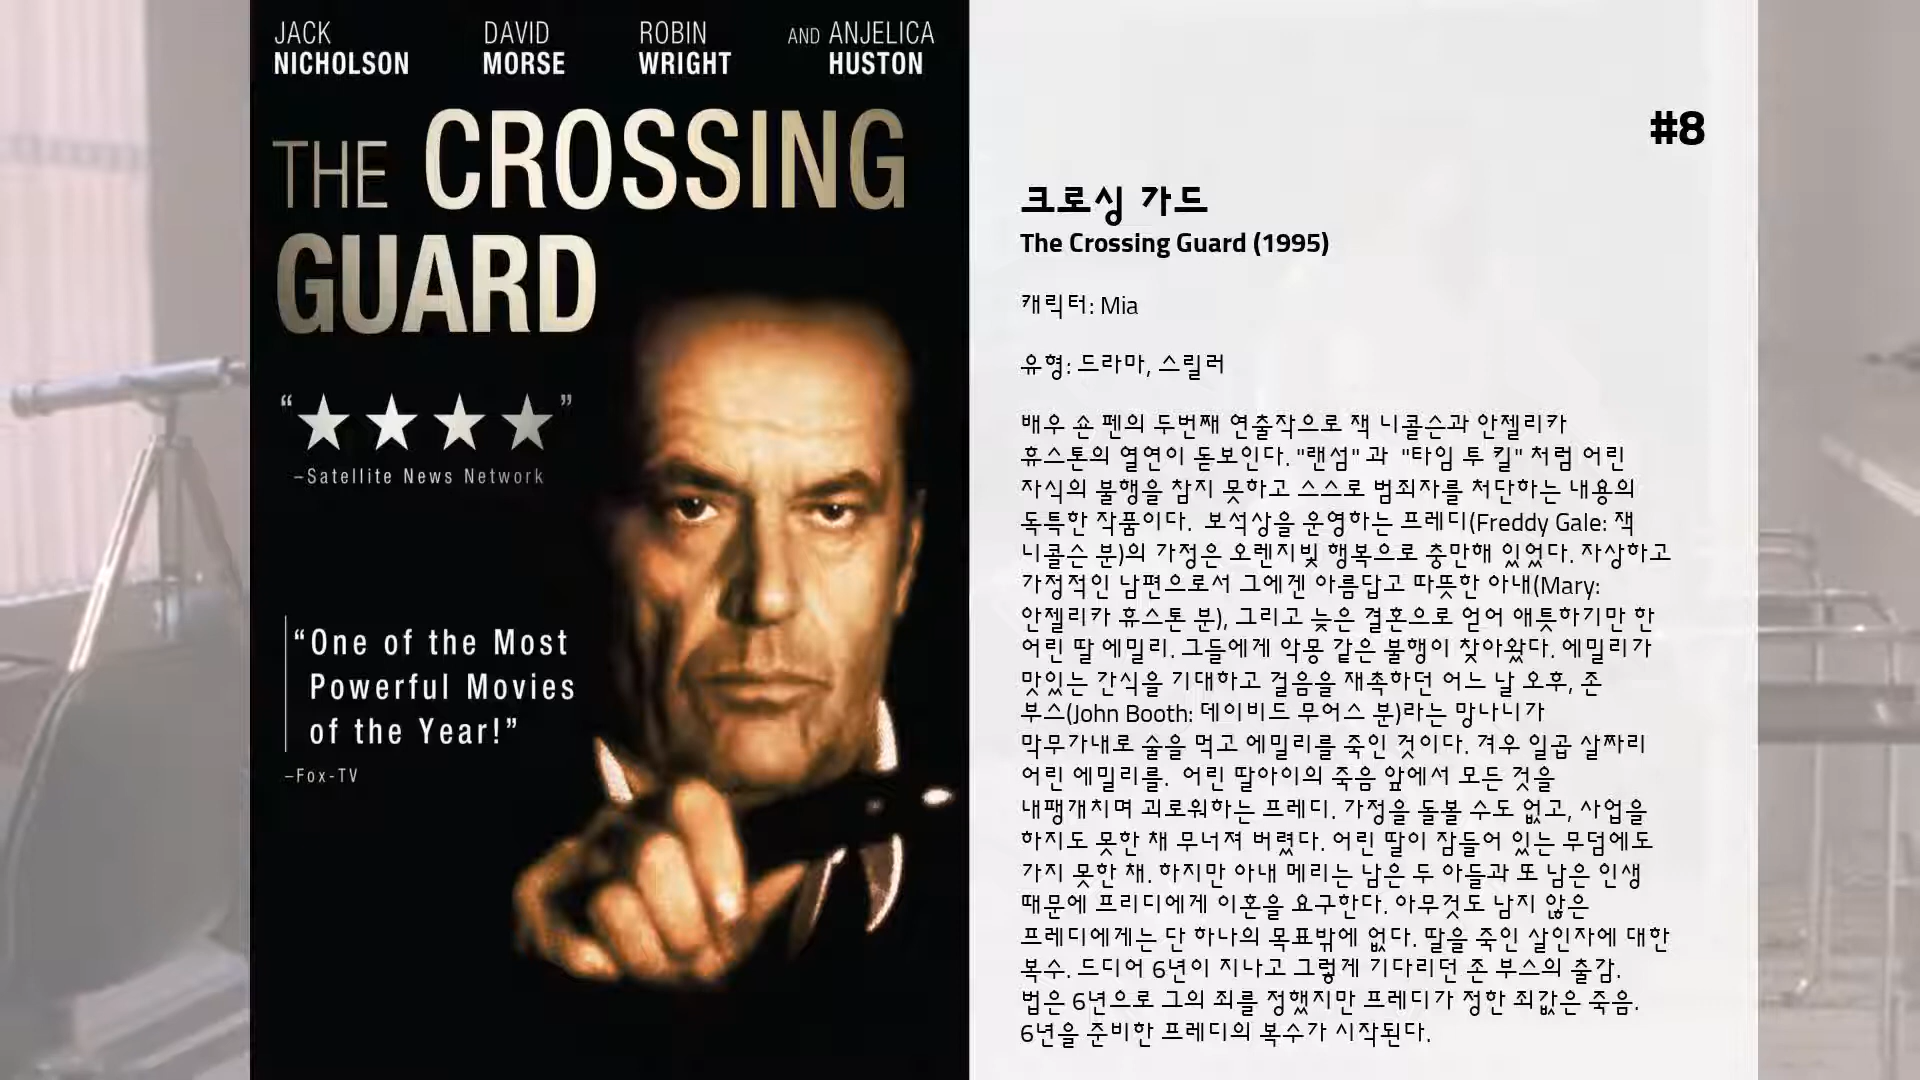 JACK NICHOLSON
DAVID MORSE
ROBIN WRIGHT
AND ANJELICA HUSTON
THE CROSSING
GUARD
“★★★★”
–Satellite News Network
“One of the Most
Powerful Movies
of the Year!”
–Fox-TV
#8
크로싱 가드
The Crossing Guard (1995)
캐릭터: Mia
유형: 드라마, 스릴러
배우 숀 펜의 두번째 연출작으로 잭 니콜슨과 안젤리카
휴스톤의 열연이 돋보인다. "랜섬" 과 "타임 투 킬" 처럼 어린
자식의 불행을 참지 못하고 스스로 범죄자를 처단하는 내용의
독특한 작품이다. 보석상을 운영하는 프레디(Freddy Gale: 잭
니콜슨 분)의 가정은 오렌지빛 행복으로 충만해 있었다. 자상하고
가정적인 남편으로서 그에겐 아름답고 따뜻한 아내(Mary:
안젤리카 휴스톤 분), 그리고 늦은 결혼으로 얻어 애틋하기만 한
어린 딸 에밀리. 그들에게 악몽 같은 불행이 찾아왔다. 에밀리가
맛있는 간식을 기대하고 걸음을 재촉하던 어느 날 오후, 존
부스(John Booth: 데이비드 무어스 분)라는 망나니가
막무가내로 술을 먹고 에밀리를 죽인 것이다. 겨우 일곱 살짜리
어린 에밀리를. 어린 딸아이의 죽음 앞에서 모든 것을
내팽개치며 괴로워하는 프레디. 가정을 돌볼 수도 없고, 사업을
하지도 못한 채 무너져 버렸다. 어린 딸이 잠들어 있는 무덤에도
가지 못한 채. 하지만 아내 메리는 남은 두 아들과 또 남은 인생
때문에 프리디에게 이혼을 요구한다. 아무것도 남지 않은
프레디에게는 단 하나의 목표밖에 없다. 딸을 죽인 살인자에 대한
복수. 드디어 6년이 지나고 그렇게 기다리던 존 부스의 출감.
법은 6년으로 그의 죄를 정했지만 프레디가 정한 죄값은 죽음.
6년을 준비한 프레디의 복수가 시작된다.